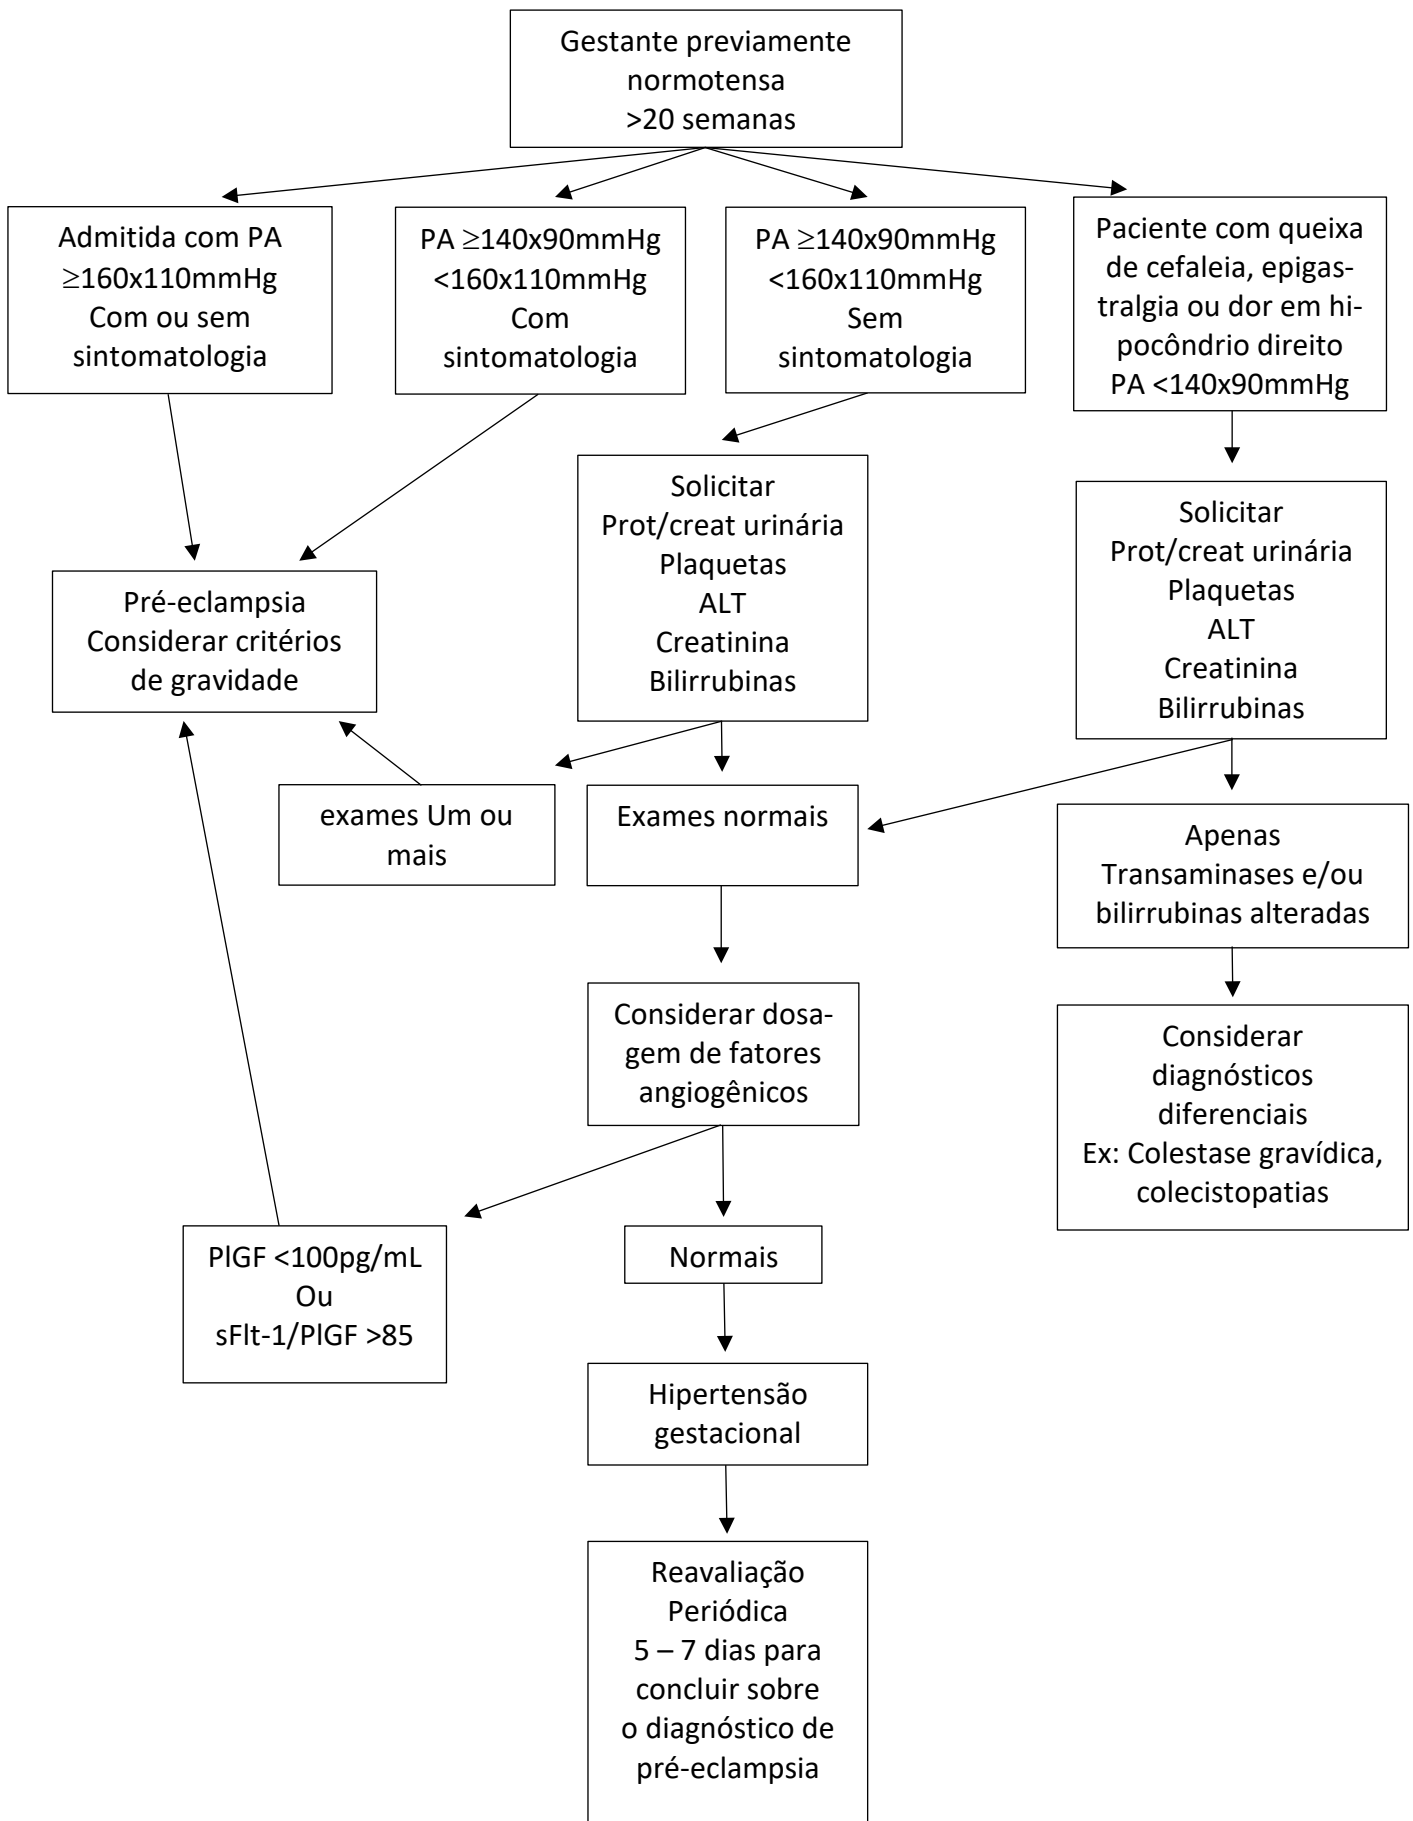 Gestante previamente
normotensa
>20 semanas
Admitida com PA
≥160x110mmHg
Com ou sem
sintomatologia
PA ≥140x90mmHg
<160x110mmHg
Com
sintomatologia
PA ≥140x90mmHg
<160x110mmHg
Sem
sintomatologia
Paciente com queixa
de cefaleia, epigas-
tralgia ou dor em hi-
pocôndrio direito
PA <140x90mmHg
Solicitar
Prot/creat urinária
Plaquetas
ALT
Creatinina
Bilirrubinas
Solicitar
Prot/creat urinária
Plaquetas
ALT
Creatinina
Bilirrubinas
Pré-eclampsia
Considerar critérios
de gravidade
exames Um ou
mais
Exames normais
Apenas
Transaminases e/ou
bilirrubinas alteradas
Considerar dosa-
gem de fatores
angiogênicos
Considerar
diagnósticos
diferenciais
Ex: Colestase gravídica,
colecistopatias
PlGF <100pg/mL
Ou
sFlt-1/PlGF >85
Normais
Hipertensão
gestacional
Reavaliação
Periódica
5 – 7 dias para
concluir sobre
o diagnóstico de
pré-eclampsia